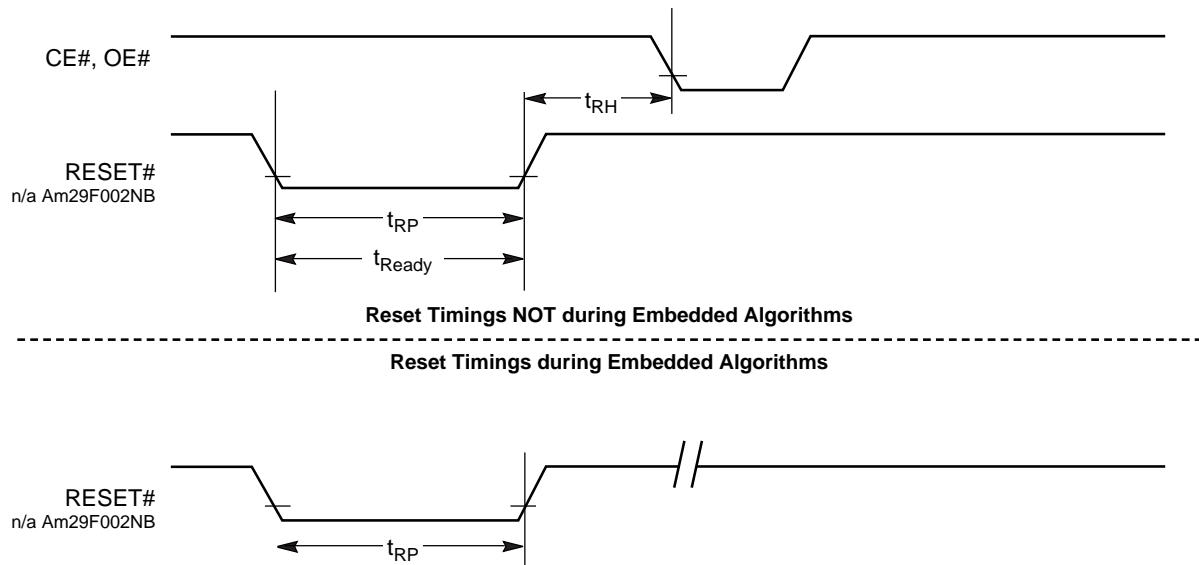 CE#, OE#
tRH
RESET#
n/a Am29F002NB
tRP
tReady
Reset Timings NOT during Embedded Algorithms
Reset Timings during Embedded Algorithms
RESET#
n/a Am29F002NB
tRP